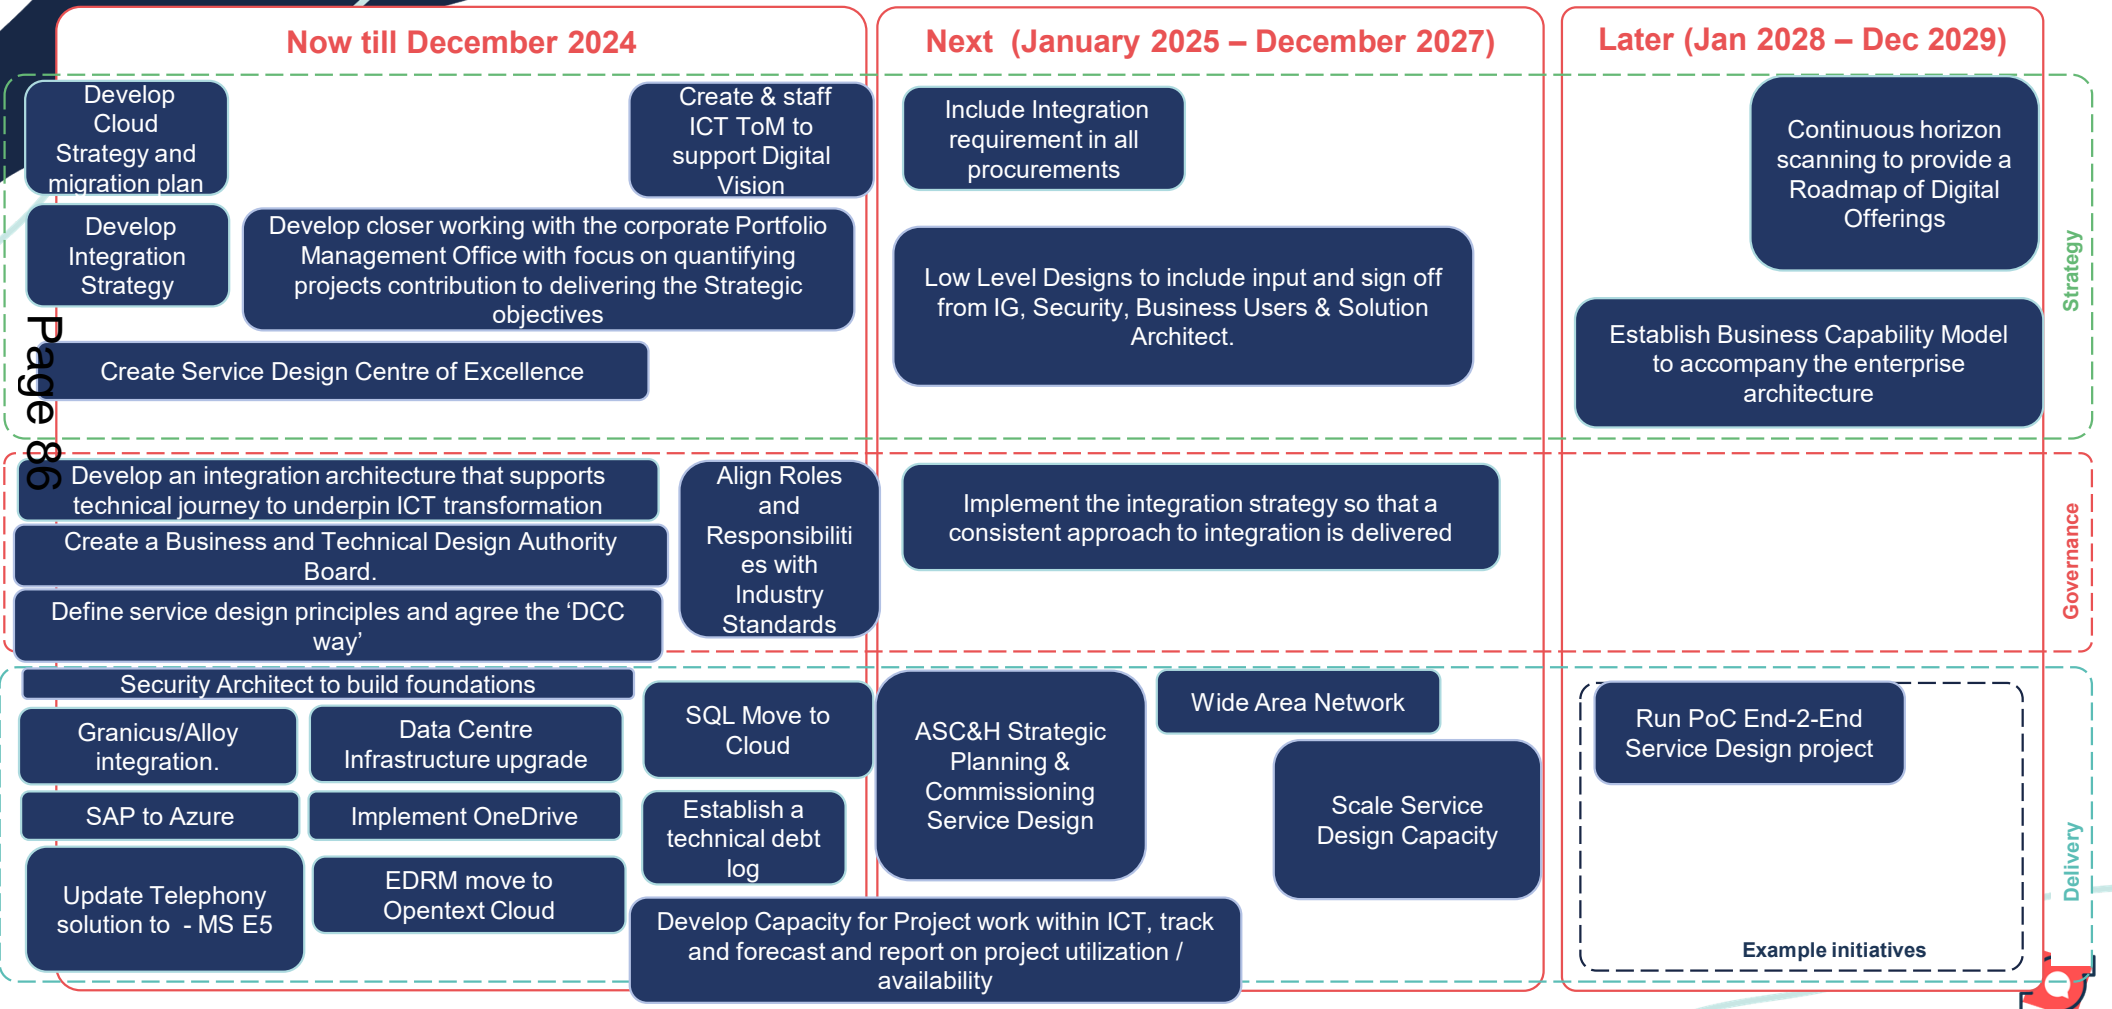 Now till December 2024
Next  (January 2025 – December 2027)
Later (Jan 2028 – Dec 2029)
Develop
Cloud
Strategy and
migration plan
Create & staff
ICT ToM to
support Digital
Vision
Develop
Integration
Strategy
Develop closer working with the corporate Portfolio
Management Office with focus on quantifying
projects contribution to delivering the Strategic
objectives
Create Service Design Centre of Excellence
Include Integration
requirement in all
procurements
Low Level Designs to include input and sign off
from IG, Security, Business Users & Solution
Architect.
Continuous horizon
scanning to provide a
Roadmap of Digital
Offerings
Establish Business Capability Model
to accompany the enterprise
architecture
Strategy
Page 86
Develop an integration architecture that supports
technical journey to underpin ICT transformation
Create a Business and Technical Design Authority
Board.
Define service design principles and agree the ‘DCC
way’
Align Roles
and
Responsibiliti
es with
Industry
Standards
Implement the integration strategy so that a
consistent approach to integration is delivered
Governance
Security Architect to build foundations
Granicus/Alloy
integration.
Data Centre
Infrastructure upgrade
SQL Move to
Cloud
SAP to Azure
Implement OneDrive
Establish a
technical debt
log
Update Telephony
solution to  - MS E5
EDRM move to
Opentext Cloud
Develop Capacity for Project work within ICT, track
and forecast and report on project utilization /
availability
ASC&H Strategic
Planning &
Commissioning
Service Design
Wide Area Network
Scale Service
Design Capacity
Run PoC End-2-End
Service Design project
Example initiatives
Delivery